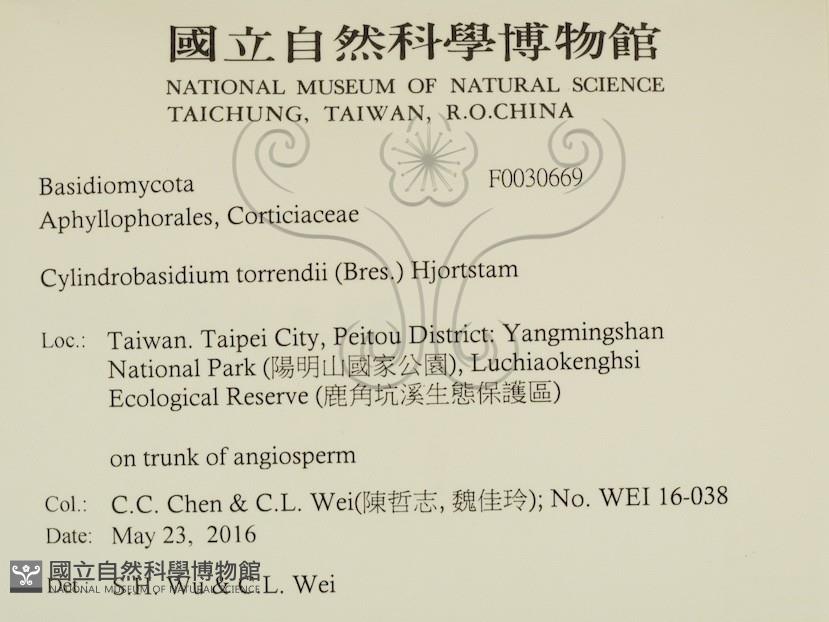 國立自然科學博物館
NATIONAL MUSEUM OF NATURAL SCIENCE
TAICHUNG, TAIWAN, R.O.CHINA
Basidiomycota F0030669
Aphyllophorales, Corticiaceae
Cylindrobasidium torrendii (Bres.) Hjortstam
Loc.: Taiwan. Taipei City, Peitou District: Yangmingshan
National Park (陽明山國家公園), Luchiaokenghsi
Ecological Reserve (鹿角坑溪生態保護區)
on trunk of angiosperm
Col.: C.C. Chen & C.L. Wei(陳哲志, 魏佳玲); No. WEI 16-038
Date: May 23, 2016
Det.: S.H. Wu & C.L. Wei
國立自然科學博物館
NATIONAL MUSEUM OF NATURAL SCIENCE